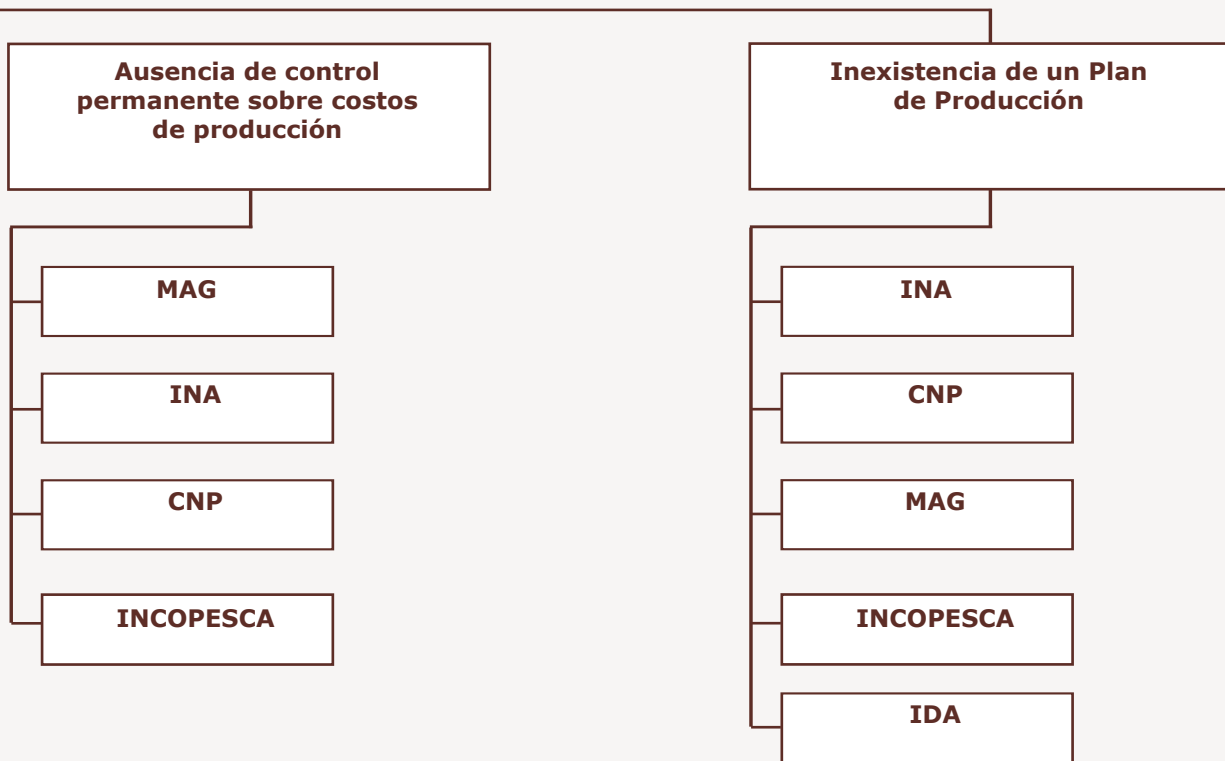 Ausencia de control
permanente sobre costos
de producción
MAG
INA
CNP
INCOPESCA
Inexistencia de un Plan
de Producción
INA
CNP
MAG
INCOPESCA
IDA